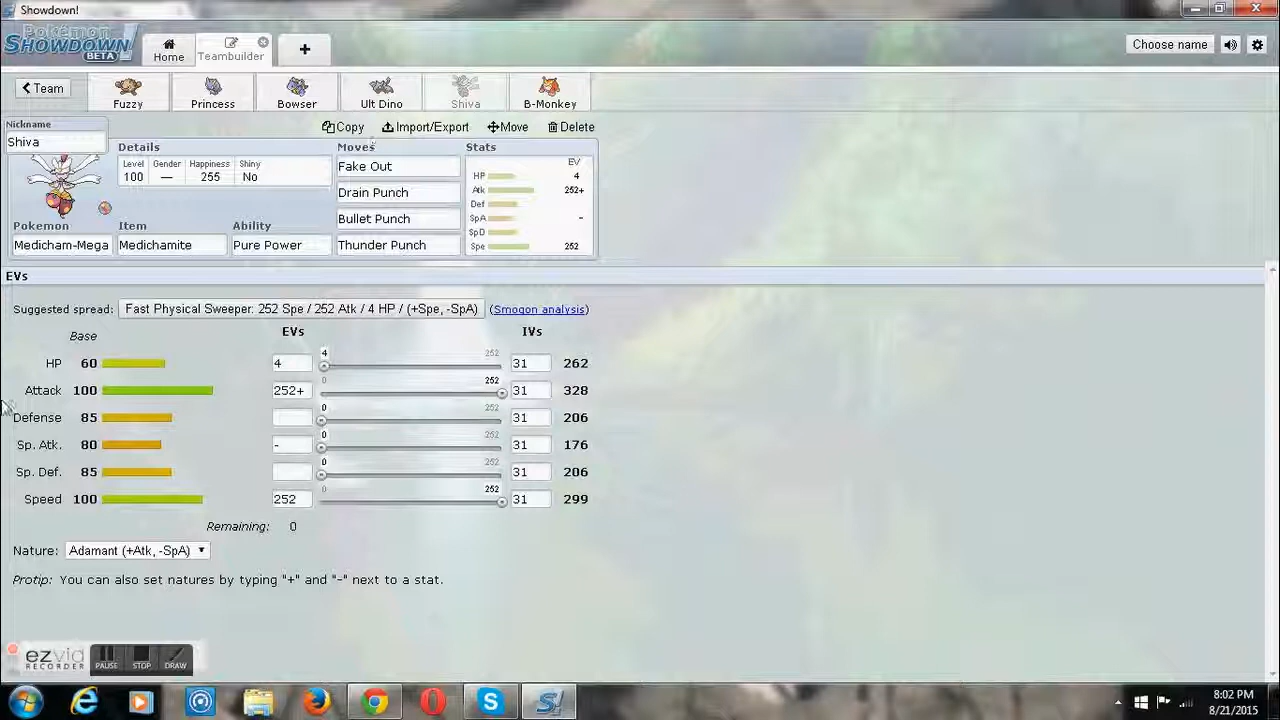 Showdown!
Pokémon
SHOWDOWN!
BETA
Home
Teambuilder
+
Choose name
Team
Fuzzy
Princess
Bowser
Ult Dino
Shiva
B-Monkey
Copy
Import/Export
Move
Delete
Nickname
Shiva
Details
Level Gender Happiness Shiny
100 — 255 No
Pokemon
Medicham-Mega
Item
Medichamite
Ability
Pure Power
Moves
Fake Out
Drain Punch
Bullet Punch
Thunder Punch
Stats
EV
HP 4
Atk 252+
Def
SpA -
SpD
Spe 252
EVs
Suggested spread: Fast Physical Sweeper: 252 Spe / 252 Atk / 4 HP / (+Spe, -SpA) (Smogon analysis)
Base EVs IVs
HP 60 4 4 252 31 262
Attack 100 252+ 0 252 31 328
Defense 85 0 252 31 206
Sp. Atk. 80 - 0 252 31 176
Sp. Def. 85 0 252 31 206
Speed 100 252 0 252 31 299
Remaining: 0
Nature: Adamant (+Atk, -SpA)
Protip: You can also set natures by typing "+" and "-" next to a stat.
ezvid
RECORDER
PAUSE
STOP
DRAW
8:02 PM
8/21/2015